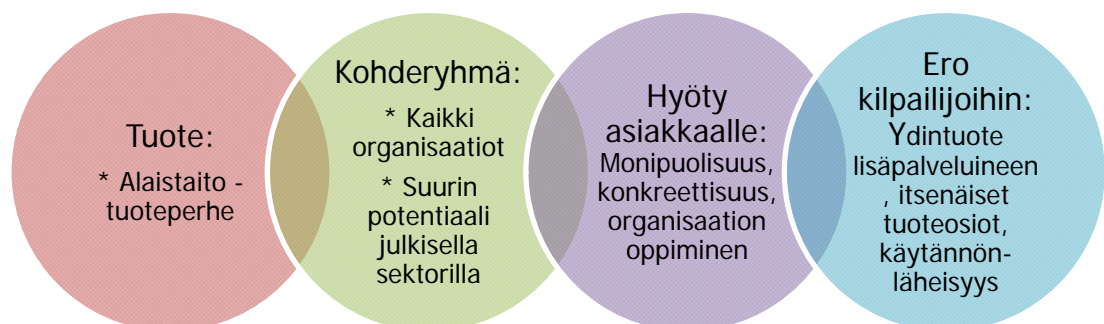 Tuote:
* Alaistaito -
tuoteperhe
Kohderyhmä:
* Kaikki
organisaatiot
* Suurin
potentiaali
julkisella
sektorilla
Hyöty
asiakkaalle:
Monipuolisuus,
konkreettisuus,
organisaation
oppiminen
Ero
kilpailijoihin:
Ydintuote
lisäpalveluineen
, itsenäiset
tuoteosiot,
käytännön-
läheisyys